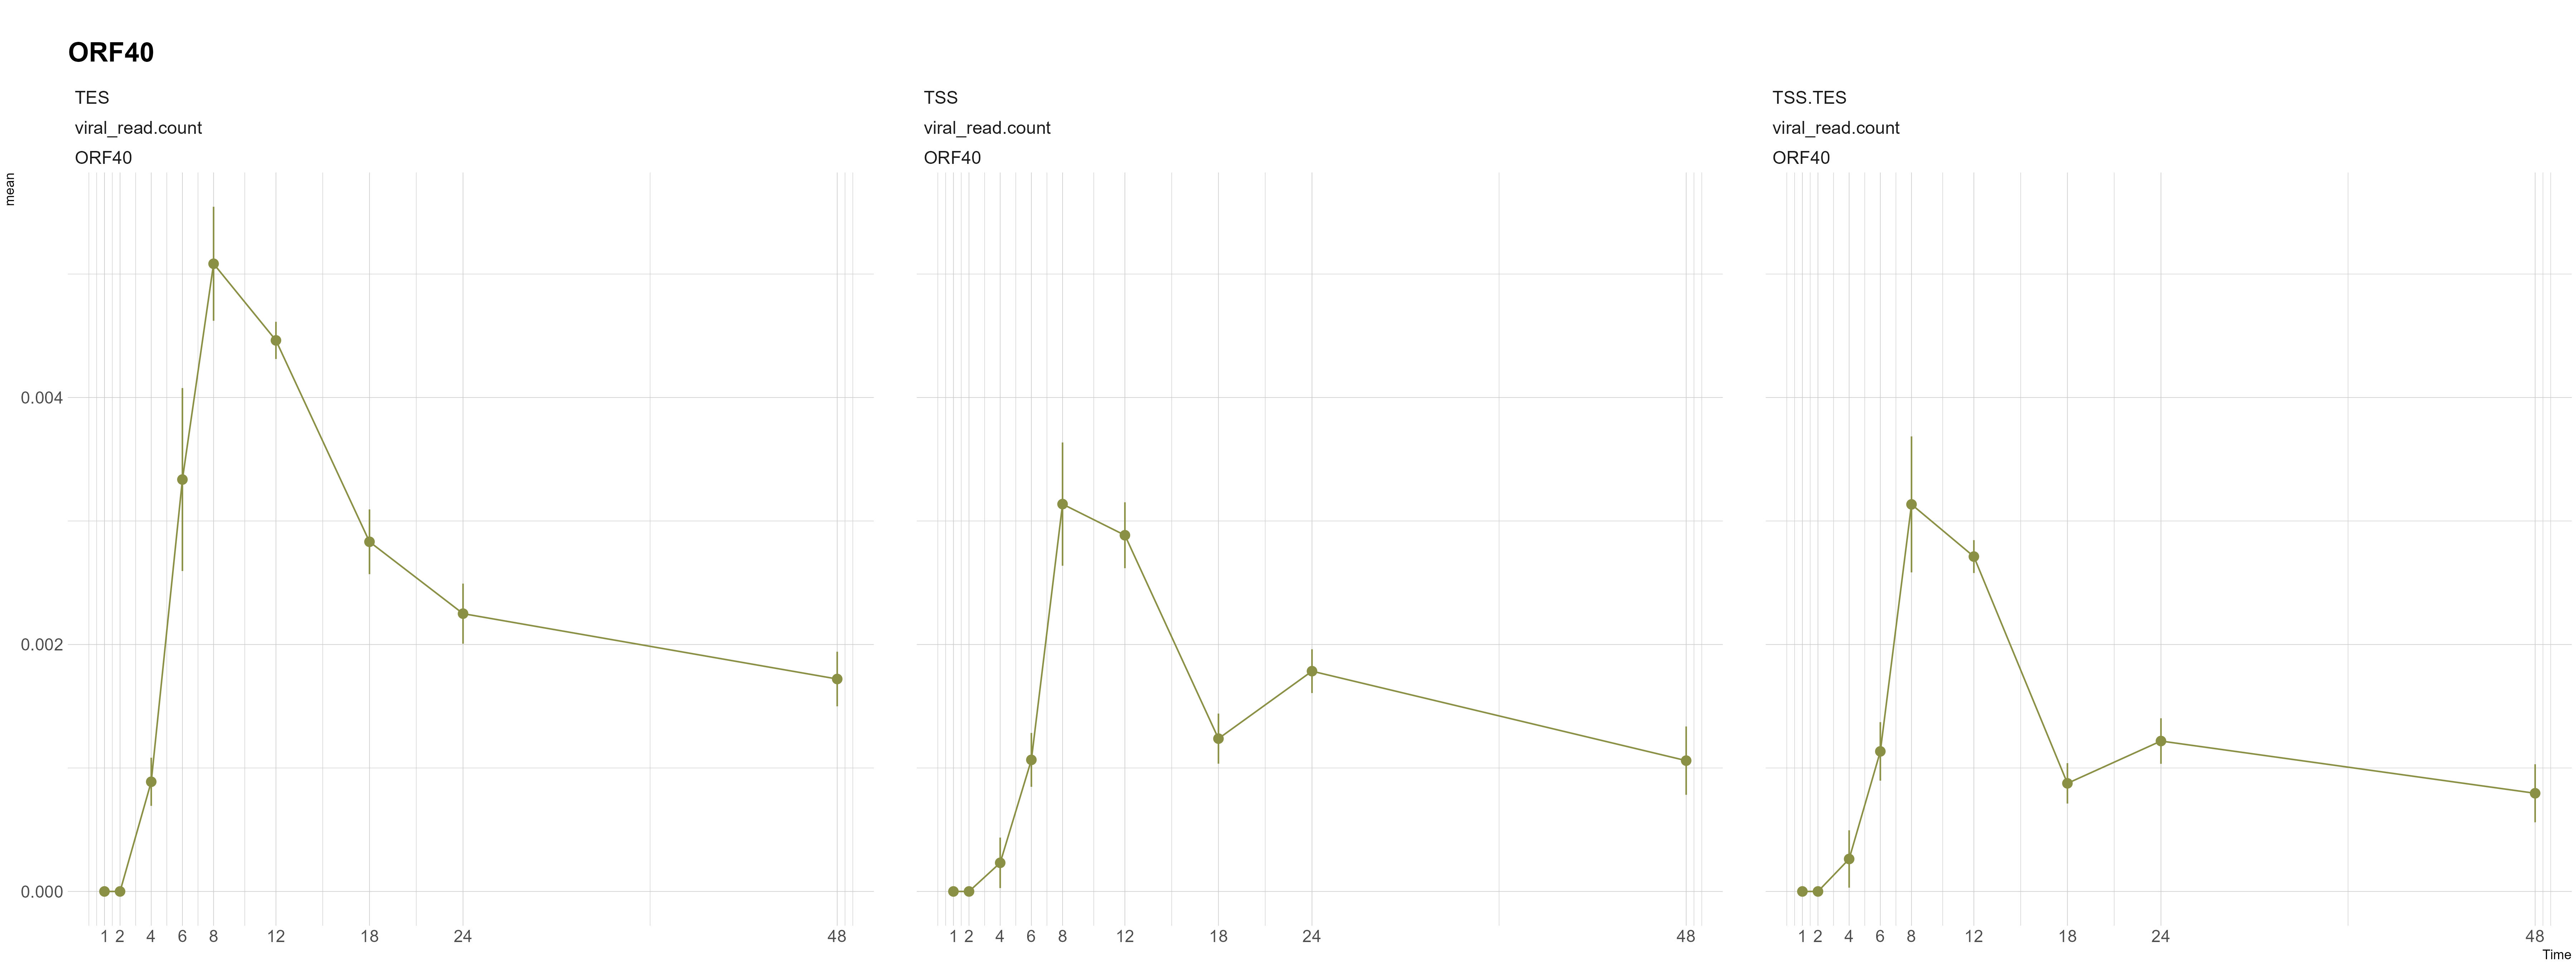 ORF40
TES
viral_read.count
ORF40
TSS
viral_read.count
ORF40
TSS.TES
viral_read.count
ORF40
mean
0.004
0.002
0.000
1 2 4 6 8 12 18 24 48
1 2 4 6 8 12 18 24 48
1 2 4 6 8 12 18 24 48
Time